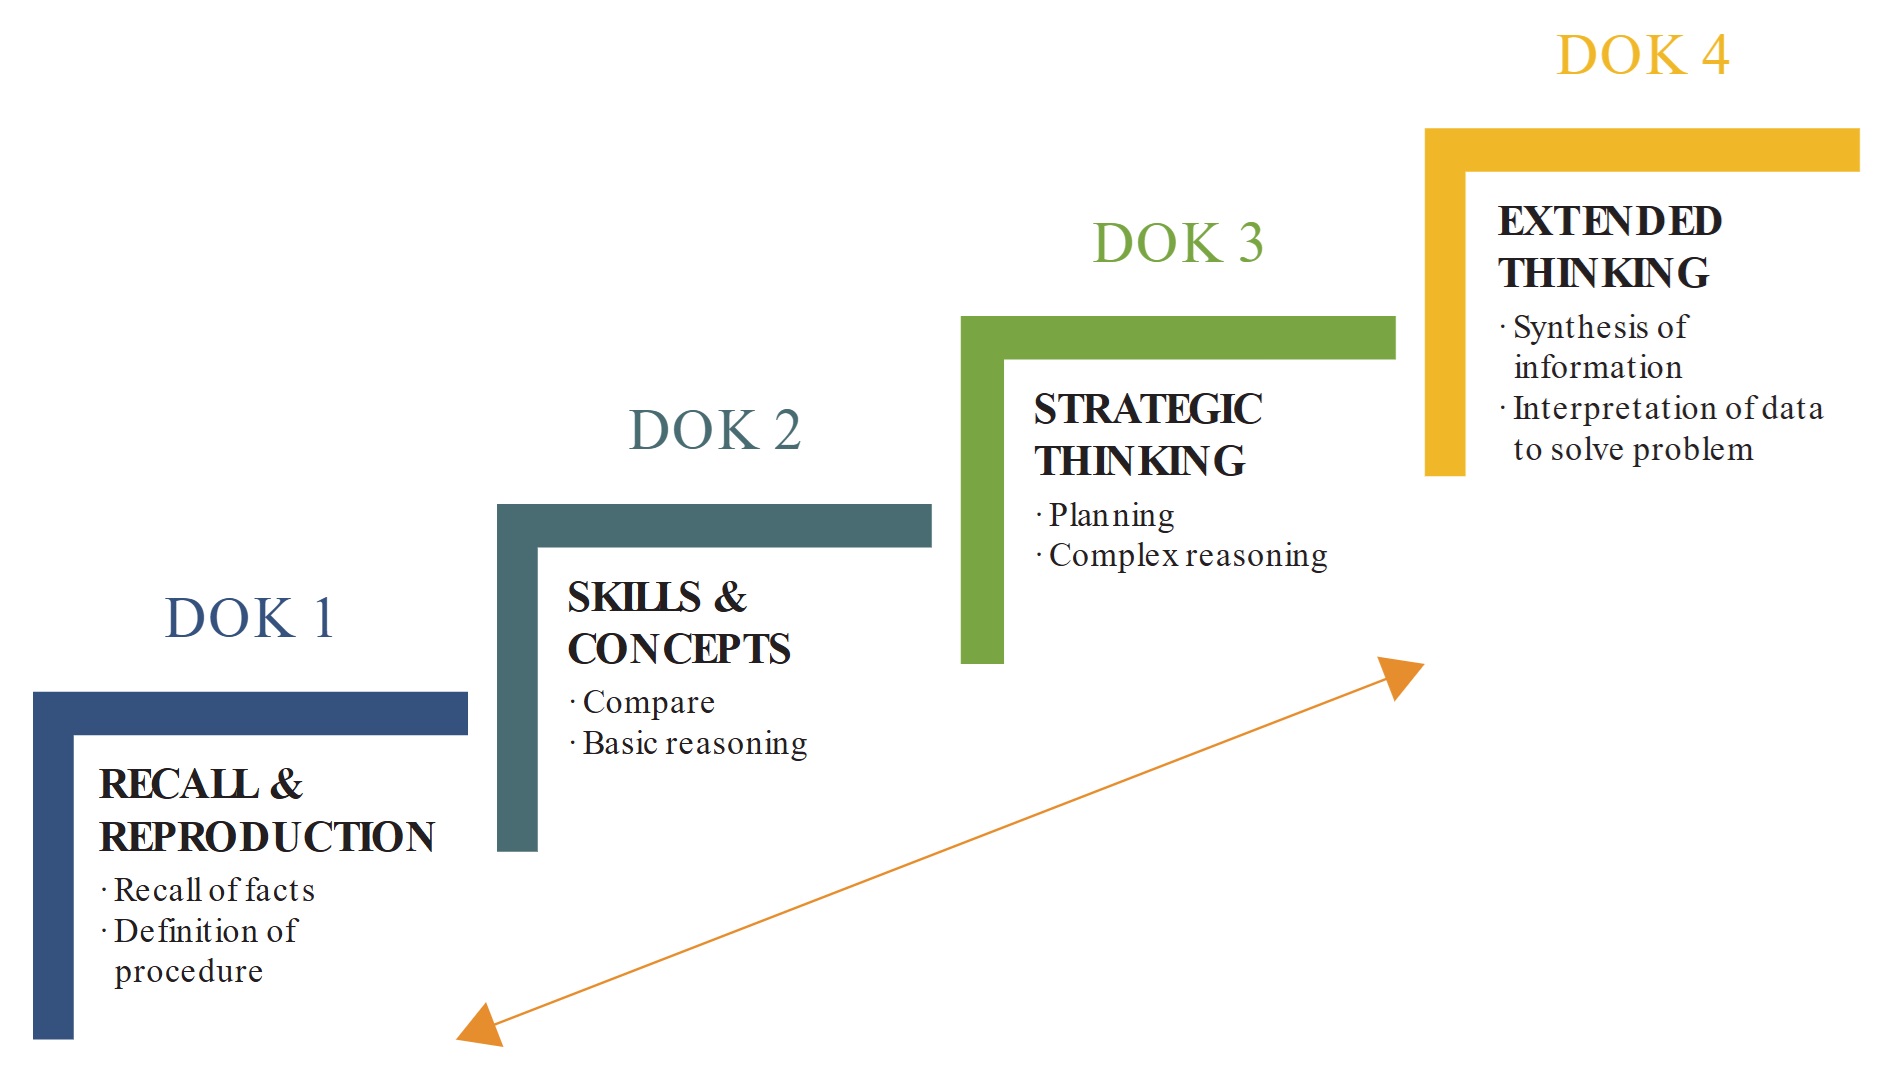 DOK 1
RECALL &
REPRODUCTION
· Recall of facts
· Definition of
procedure
DOK 2
SKILLS &
CONCEPTS
· Compare
· Basic reasoning
DOK 3
STRATEGIC
THINKING
· Planning
· Complex reasoning
DOK 4
EXTENDED
THINKING
· Synthesis of
information
· Interpretation of data
to solve problem